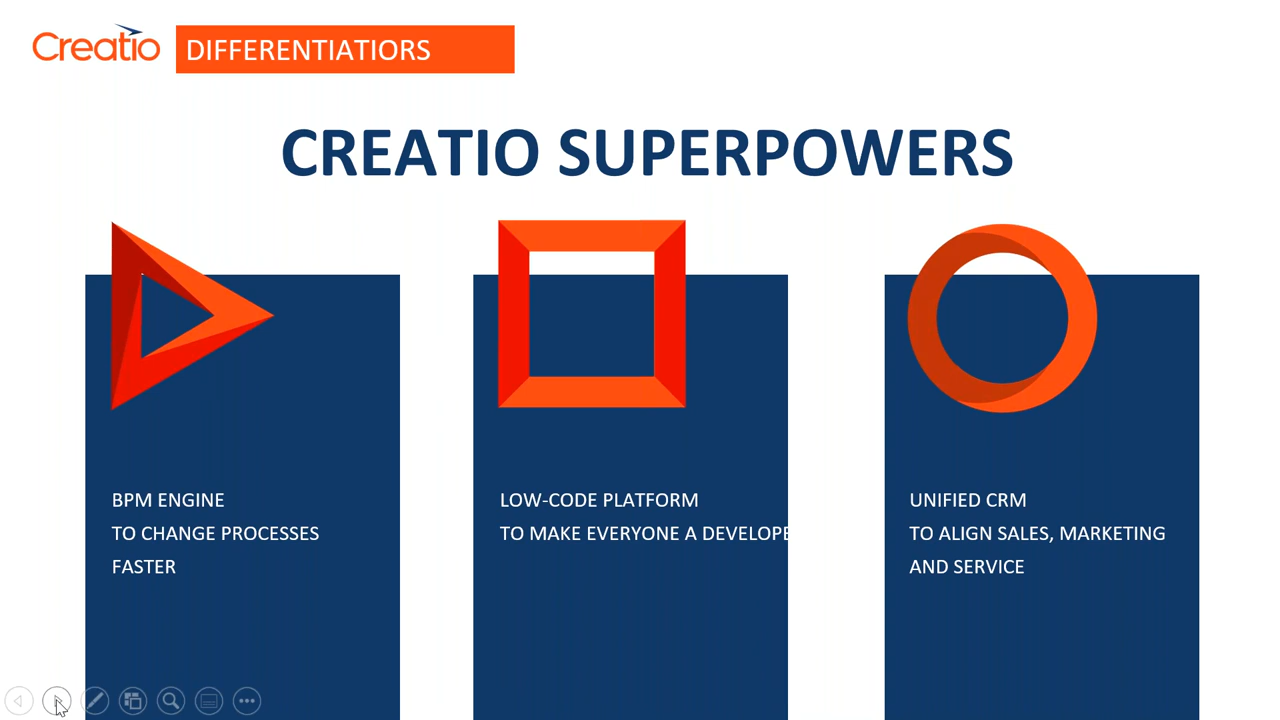 Creatio DIFFERENTIATIORS
CREATIO SUPERPOWERS
BPM ENGINE
TO CHANGE PROCESSES
FASTER
LOW-CODE PLATFORM
TO MAKE EVERYONE A DEVELOPE
UNIFIED CRM
TO ALIGN SALES, MARKETING
AND SERVICE